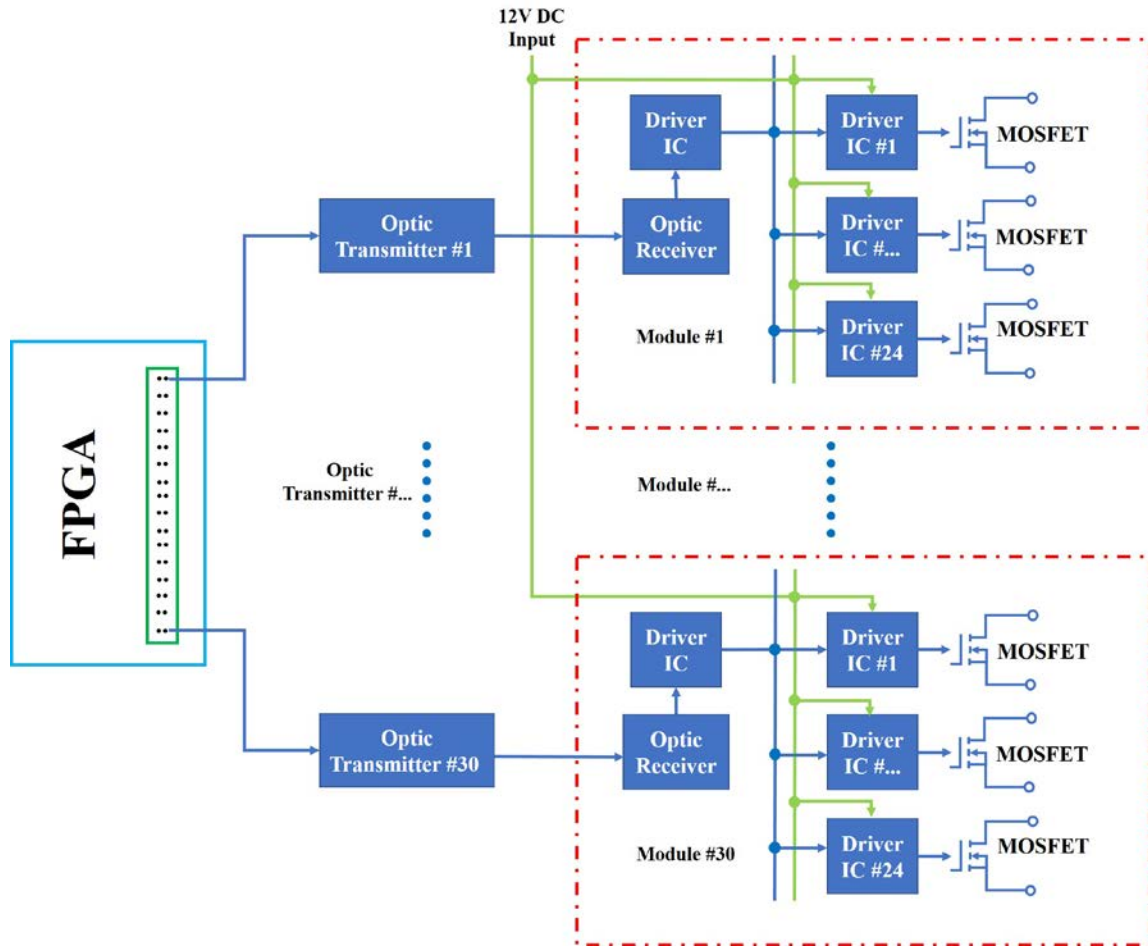 12V DC
Input
Driver
IC
Driver
IC #1
MOSFET
Optic
Transmitter #1
Optic
Receiver
Driver
IC #...
MOSFET
Module #1
Driver
IC #24
MOSFET
FPGA
Optic
Transmitter #...
Module #...
Driver
IC
Driver
IC #1
MOSFET
Optic
Transmitter #30
Optic
Receiver
Driver
IC #...
MOSFET
Module #30
Driver
IC #24
MOSFET